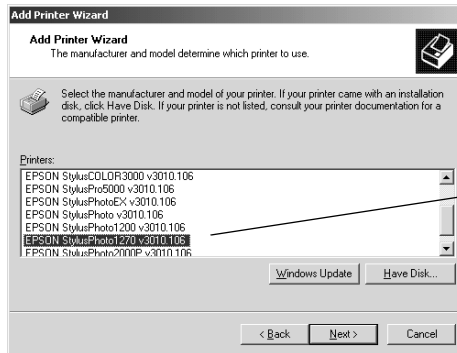 Add Printer Wizard
Add Printer Wizard
The manufacturer and model determine which printer to use.
Select the manufacturer and model of your printer. If your printer came with an installation
disk, click Have Disk. If your printer is not listed, consult your printer documentation for a
compatible printer.
Printers:
EPSON StylusCOLOR3000 v3010.106
EPSON StylusPro5000 v3010.106
EPSON StylusPhotoEX v3010.106
EPSON StylusPhoto v3010.106
EPSON StylusPhoto1200 v3010.106
EPSON StylusPhoto1270 v3010.106
EPSON StylusPhoto2000P v3010.106
Windows Update Have Disk...
< Back Next > Cancel